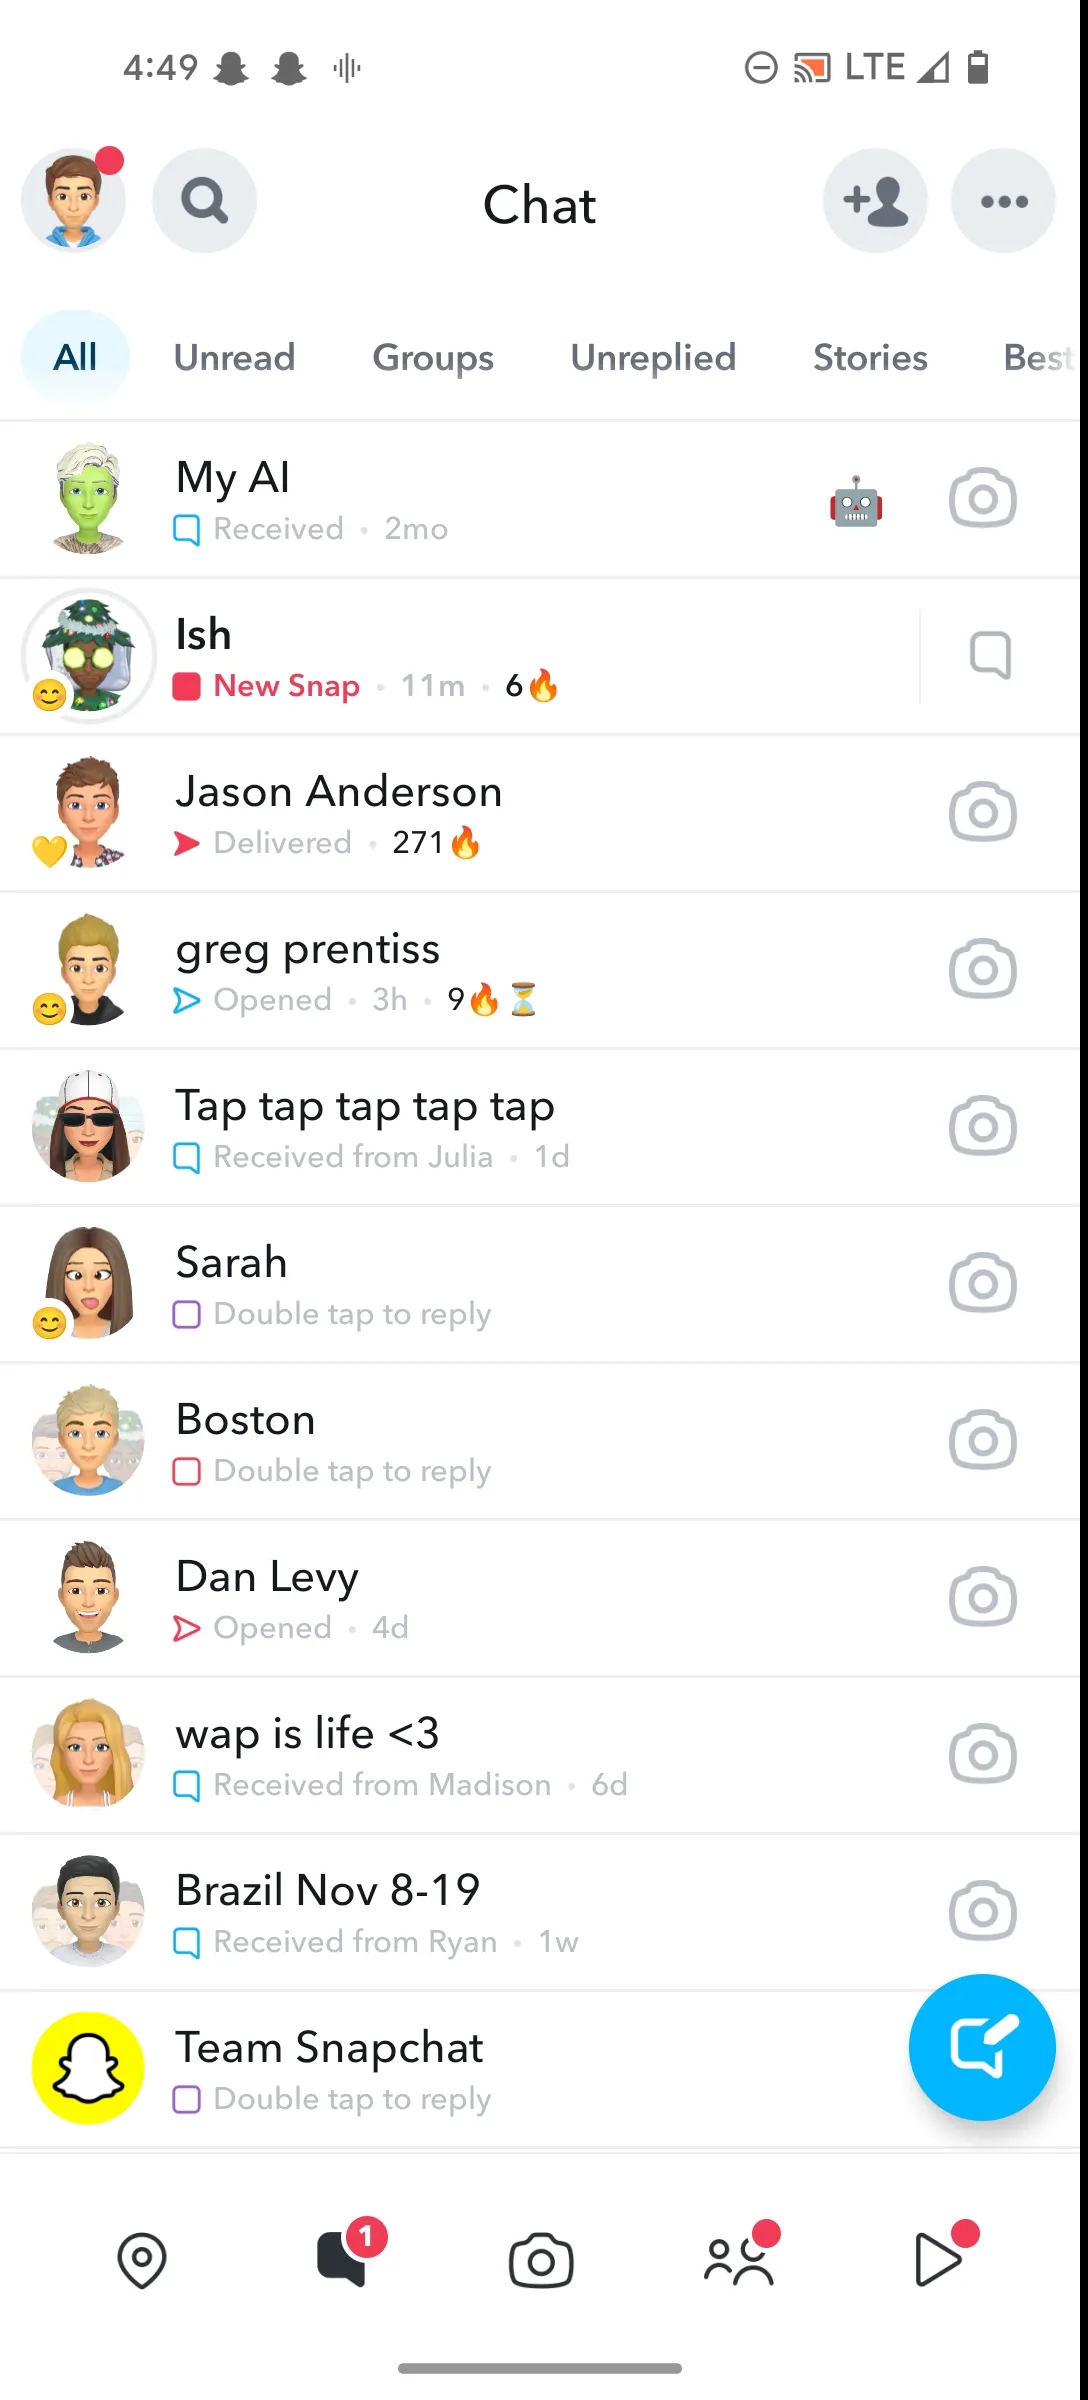 4:49 LTE
Chat
All Unread Groups Unreplied Stories Best
My AI
Received • 2mo
Ish
New Snap • 11m • 6🔥
Jason Anderson
Delivered • 271🔥
greg prentiss
Opened • 3h • 9🔥⌛
Tap tap tap tap tap
Received from Julia • 1d
Sarah
Double tap to reply
Boston
Double tap to reply
Dan Levy
Opened • 4d
wap is life <3
Received from Madison • 6d
Brazil Nov 8-19
Received from Ryan • 1w
Team Snapchat
Double tap to reply
1